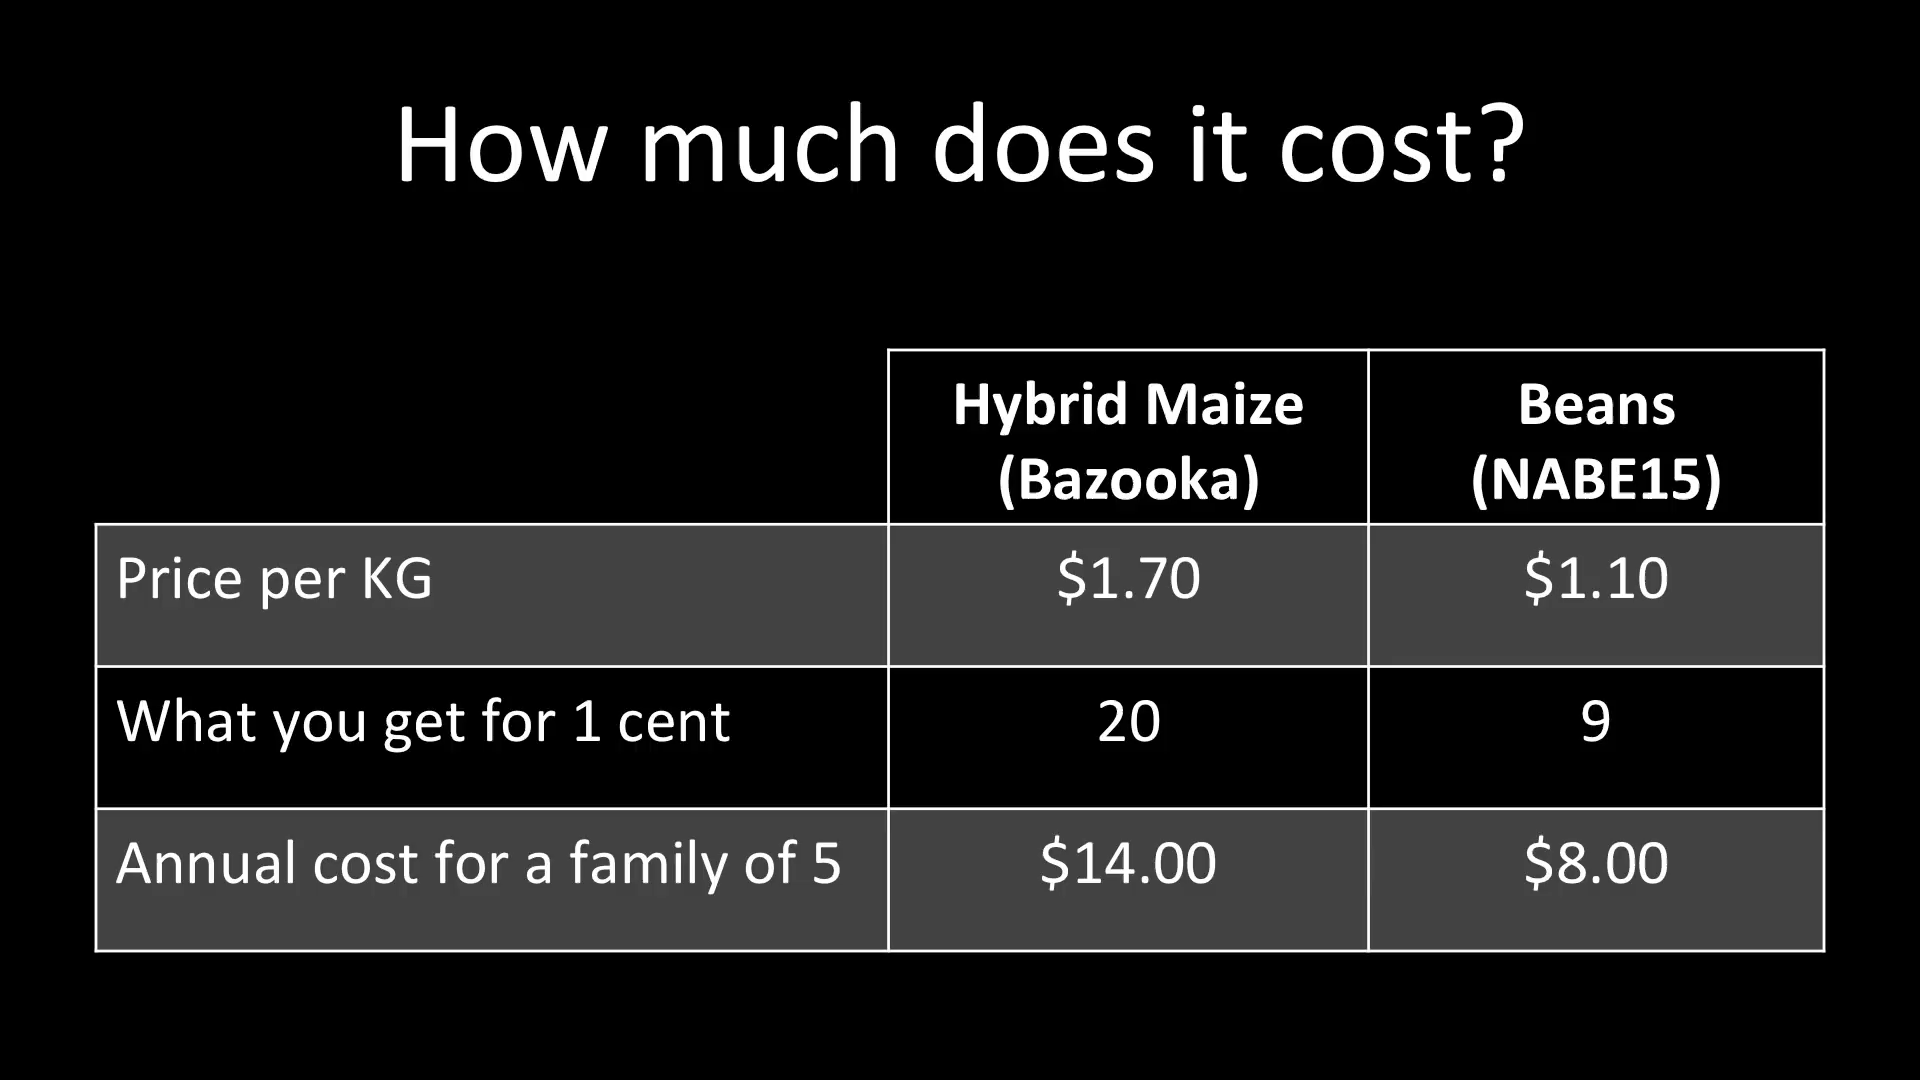 How much does it cost?
Hybrid Maize
(Bazooka)
Beans
(NABE15)
Price per KG
$1.70
$1.10
What you get for 1 cent
20
9
Annual cost for a family of 5
$14.00
$8.00